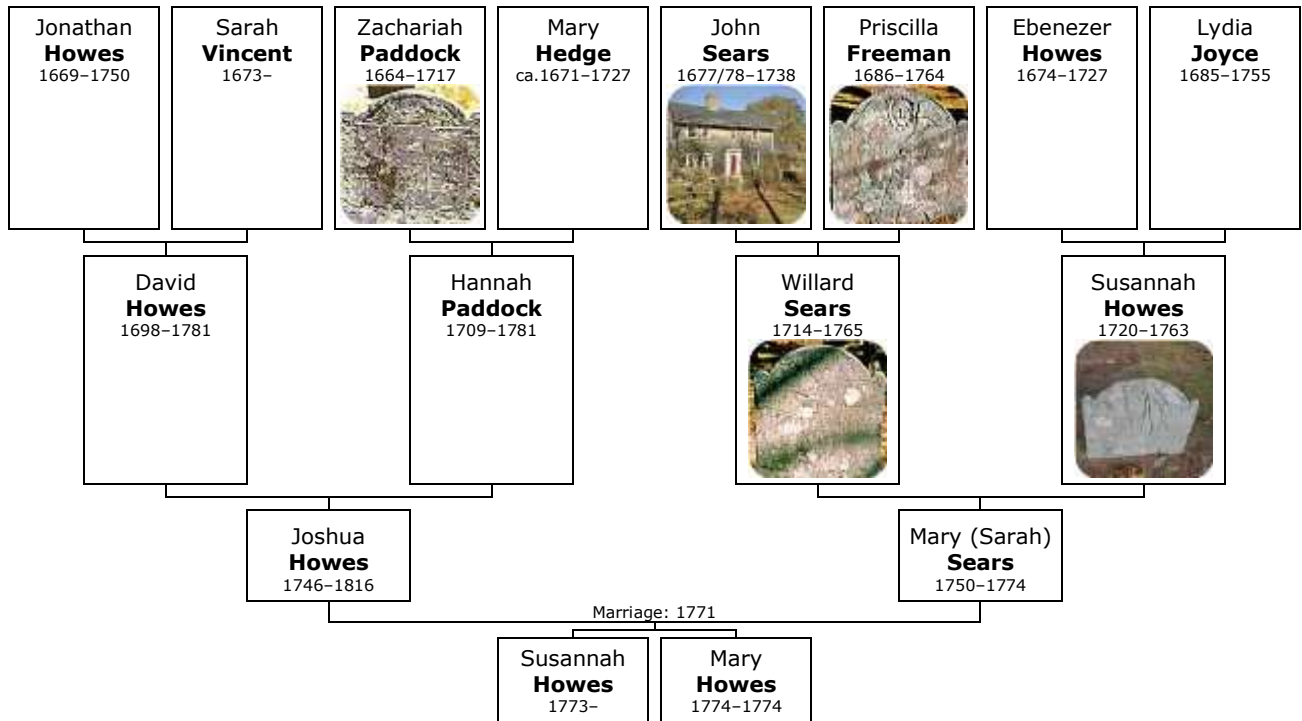 Jonathan
Howes
1669–1750
Sarah
Vincent
1673–
Zachariah
Paddock
1664–1717
Mary
Hedge
ca.1671–1727
John
Sears
1677/78–1738
Priscilla
Freeman
1686–1764
Ebenezer
Howes
1674–1727
Lydia
Joyce
1685–1755
David
Howes
1698–1781
Hannah
Paddock
1709–1781
Willard
Sears
1714–1765
Susannah
Howes
1720–1763
Joshua
Howes
1746–1816
Mary (Sarah)
Sears
1750–1774
Marriage: 1771
Susannah
Howes
1773–
Mary
Howes
1774–1774